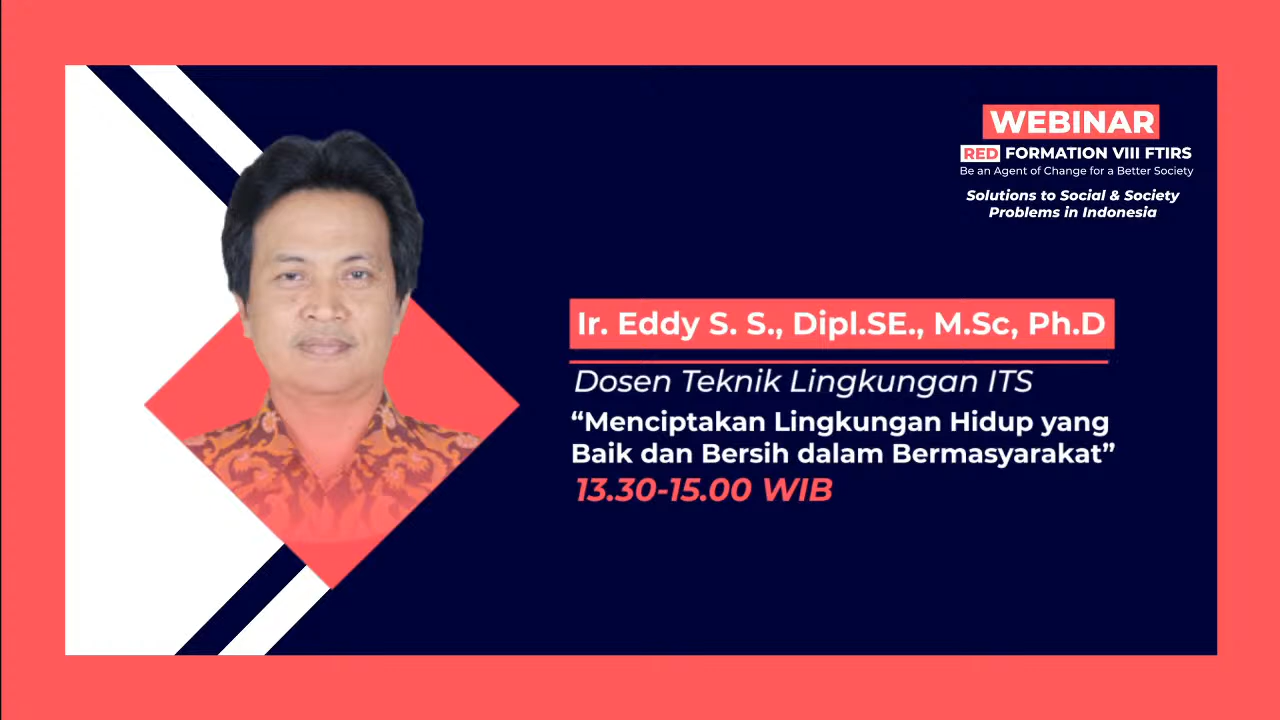 WEBINAR
RED FORMATION VIII FTIRS
Be an Agent of Change for a Better Society
Solutions to Social & Society
Problems in Indonesia
Ir. Eddy S. S., Dipl.SE., M.Sc, Ph.D
Dosen Teknik Lingkungan ITS
“Menciptakan Lingkungan Hidup yang
Baik dan Bersih dalam Bermasyarakat”
13.30-15.00 WIB